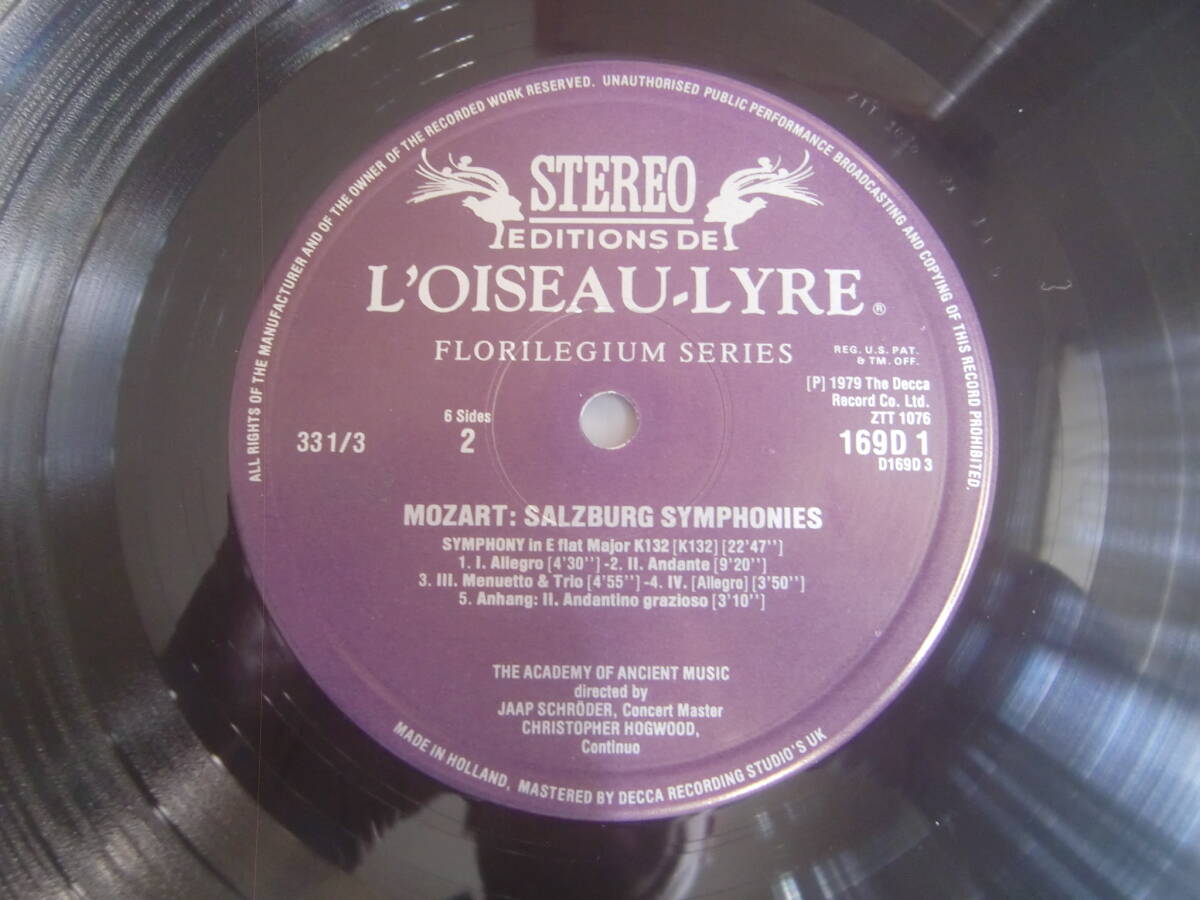 ALL RIGHTS OF THE MANUFACTURER AND OF THE OWNER OF THE RECORDED WORK RESERVED. UNAUTHORISED PUBLIC PERFORMANCE BROADCASTING AND COPYING OF THIS RECORD PROHIBITED.
STEREO
EDITIONS DE
L'OISEAU-LYRE ®
FLORILEGIUM SERIES
REG. U.S. PAT.
& TM. OFF.
[P] 1979 The Decca
Record Co. Ltd.
ZTT 1076
6 Sides
33 1/3 2 169D 1
D169D 3
MOZART: SALZBURG SYMPHONIES
SYMPHONY in E flat Major K132 [K132] [22'47'']
1. I. Allegro [4'30''] -2. II. Andante [9'20'']
3. III. Menuetto & Trio [4'55''] -4. IV. [Allegro] [3'50'']
5. Anhang: II. Andantino grazioso [3'10'']
THE ACADEMY OF ANCIENT MUSIC
directed by
JAAP SCHRÖDER, Concert Master
CHRISTOPHER HOGWOOD,
Continuo
MADE IN HOLLAND, MASTERED BY DECCA RECORDING STUDIO'S UK